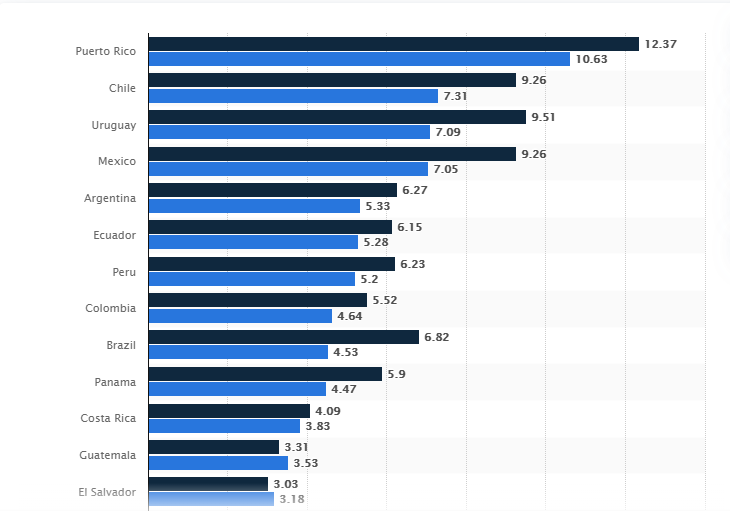 Puerto Rico 12.37
10.63
Chile 9.26
7.31
Uruguay 9.51
7.09
Mexico 9.26
7.05
Argentina 6.27
5.33
Ecuador 6.15
5.28
Peru 6.23
5.2
Colombia 5.52
4.64
Brazil 6.82
4.53
Panama 5.9
4.47
Costa Rica 4.09
3.83
Guatemala 3.31
3.53
El Salvador 3.03
3.18